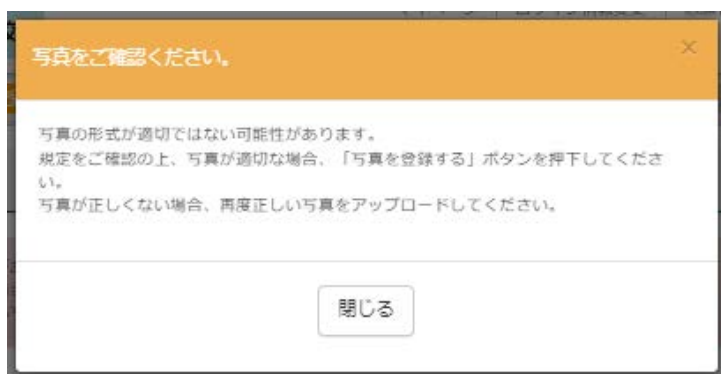 写真をご確認ください。
×
写真の形式が適切ではない可能性があります。
規定をご確認の上、写真が適切な場合、「写真を登録する」ボタンを押下してくださ
い。
写真が正しくない場合、再度正しい写真をアップロードしてください。
閉じる